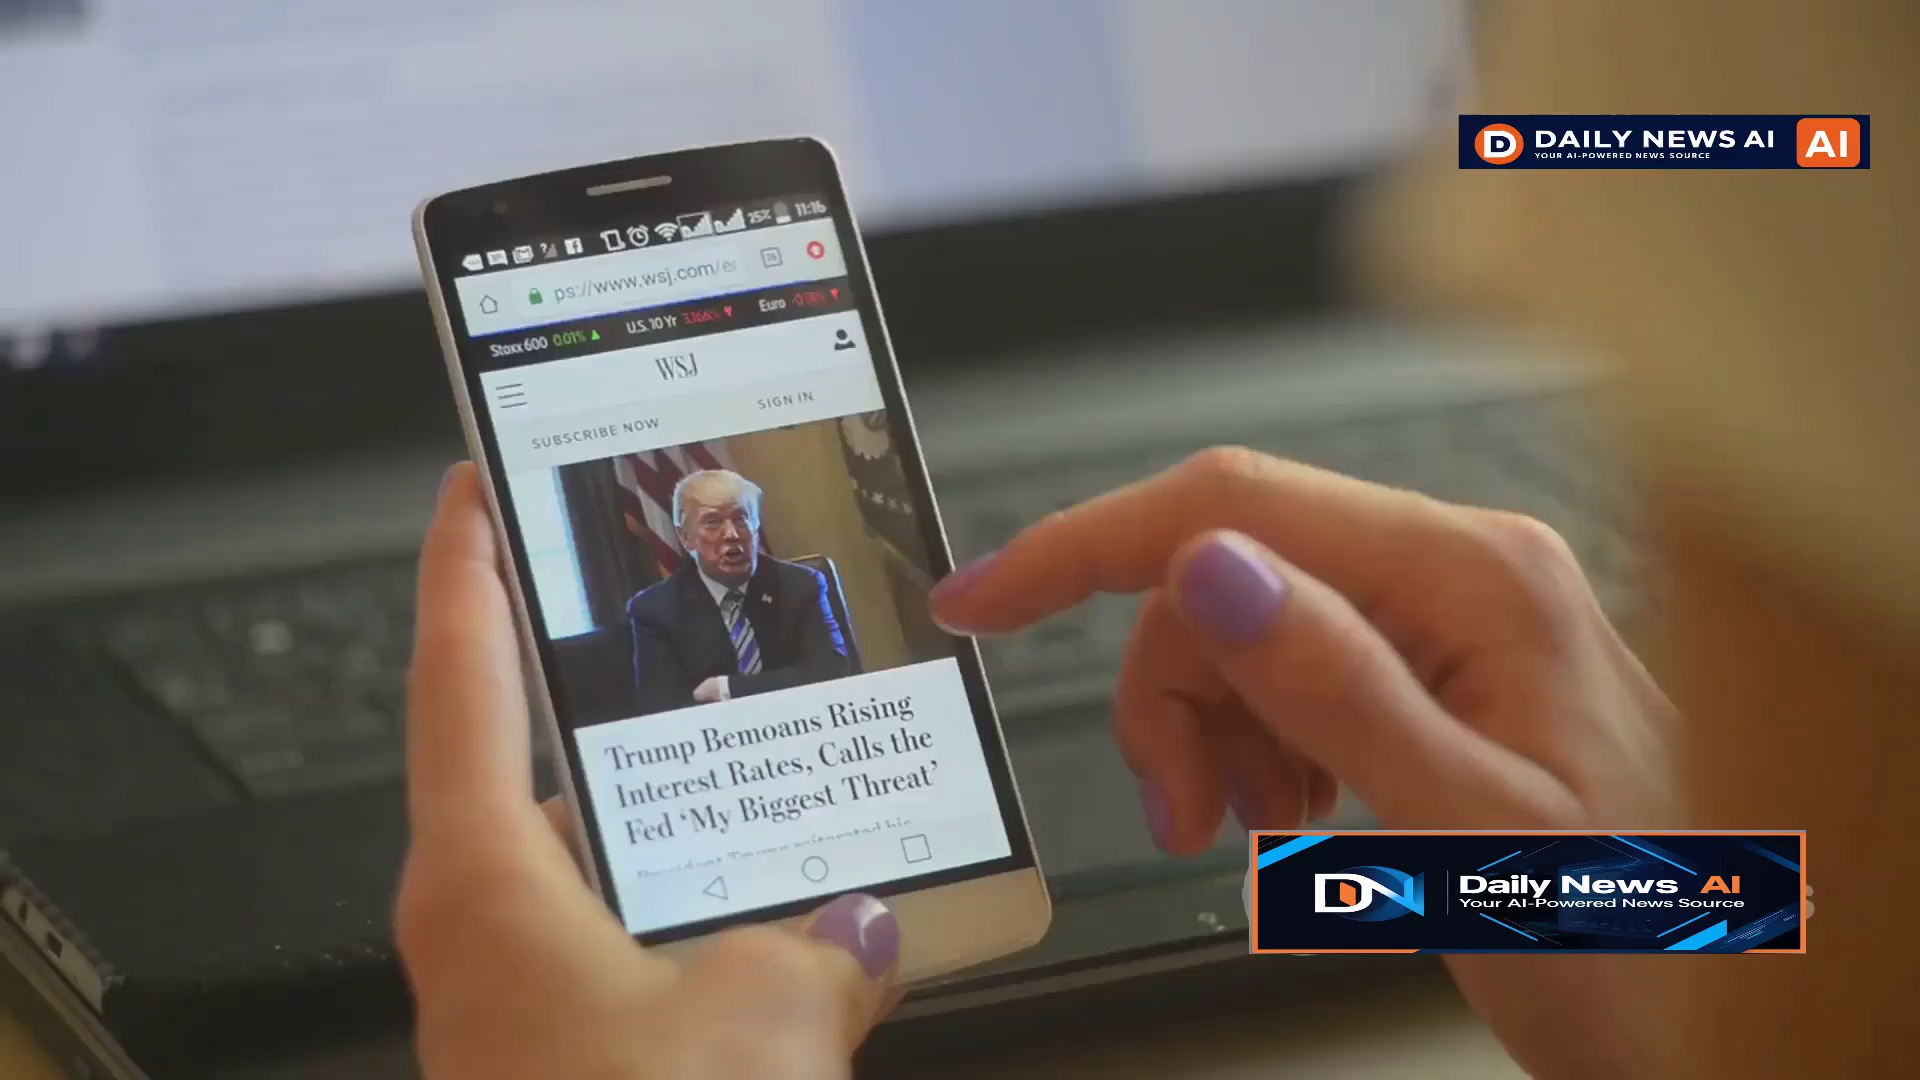 DAILY NEWS AI AI
YOUR AI-POWERED NEWS SOURCE
25% 11:16
ps://www.wsj.com/
Stoxx 600 0.01% ▲ U.S. 10 Yr ▼ Euro ▼
WSJ
SUBSCRIBE NOW SIGN IN
Trump Bemoans Rising
Interest Rates, Calls the
Fed ‘My Biggest Threat’
DN Daily News AI
Your AI-Powered News Source